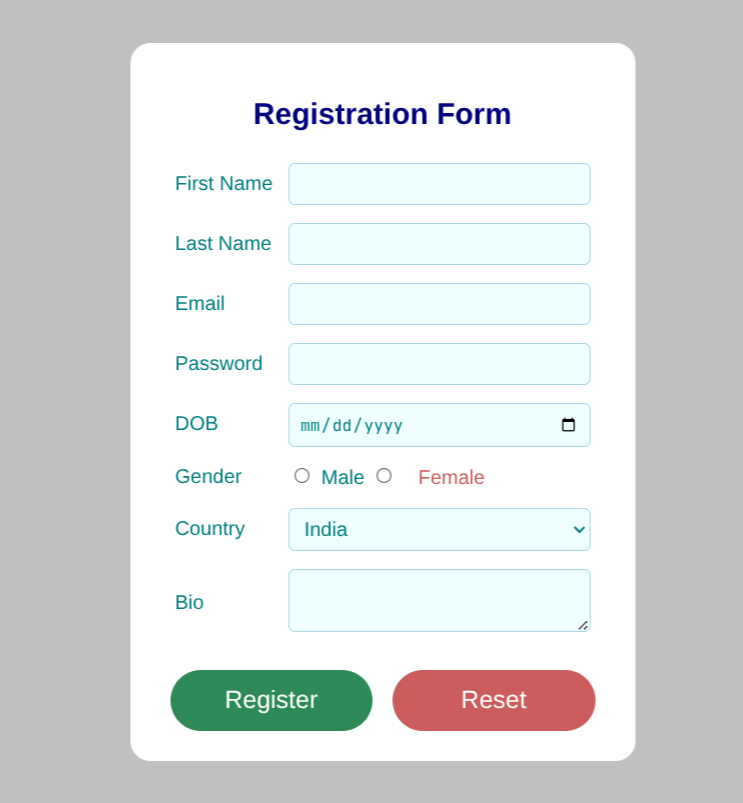 Registration Form
First Name
Last Name
Email
Password
DOB mm/dd/yyyy
Gender Male Female
Country India
Bio
Register Reset